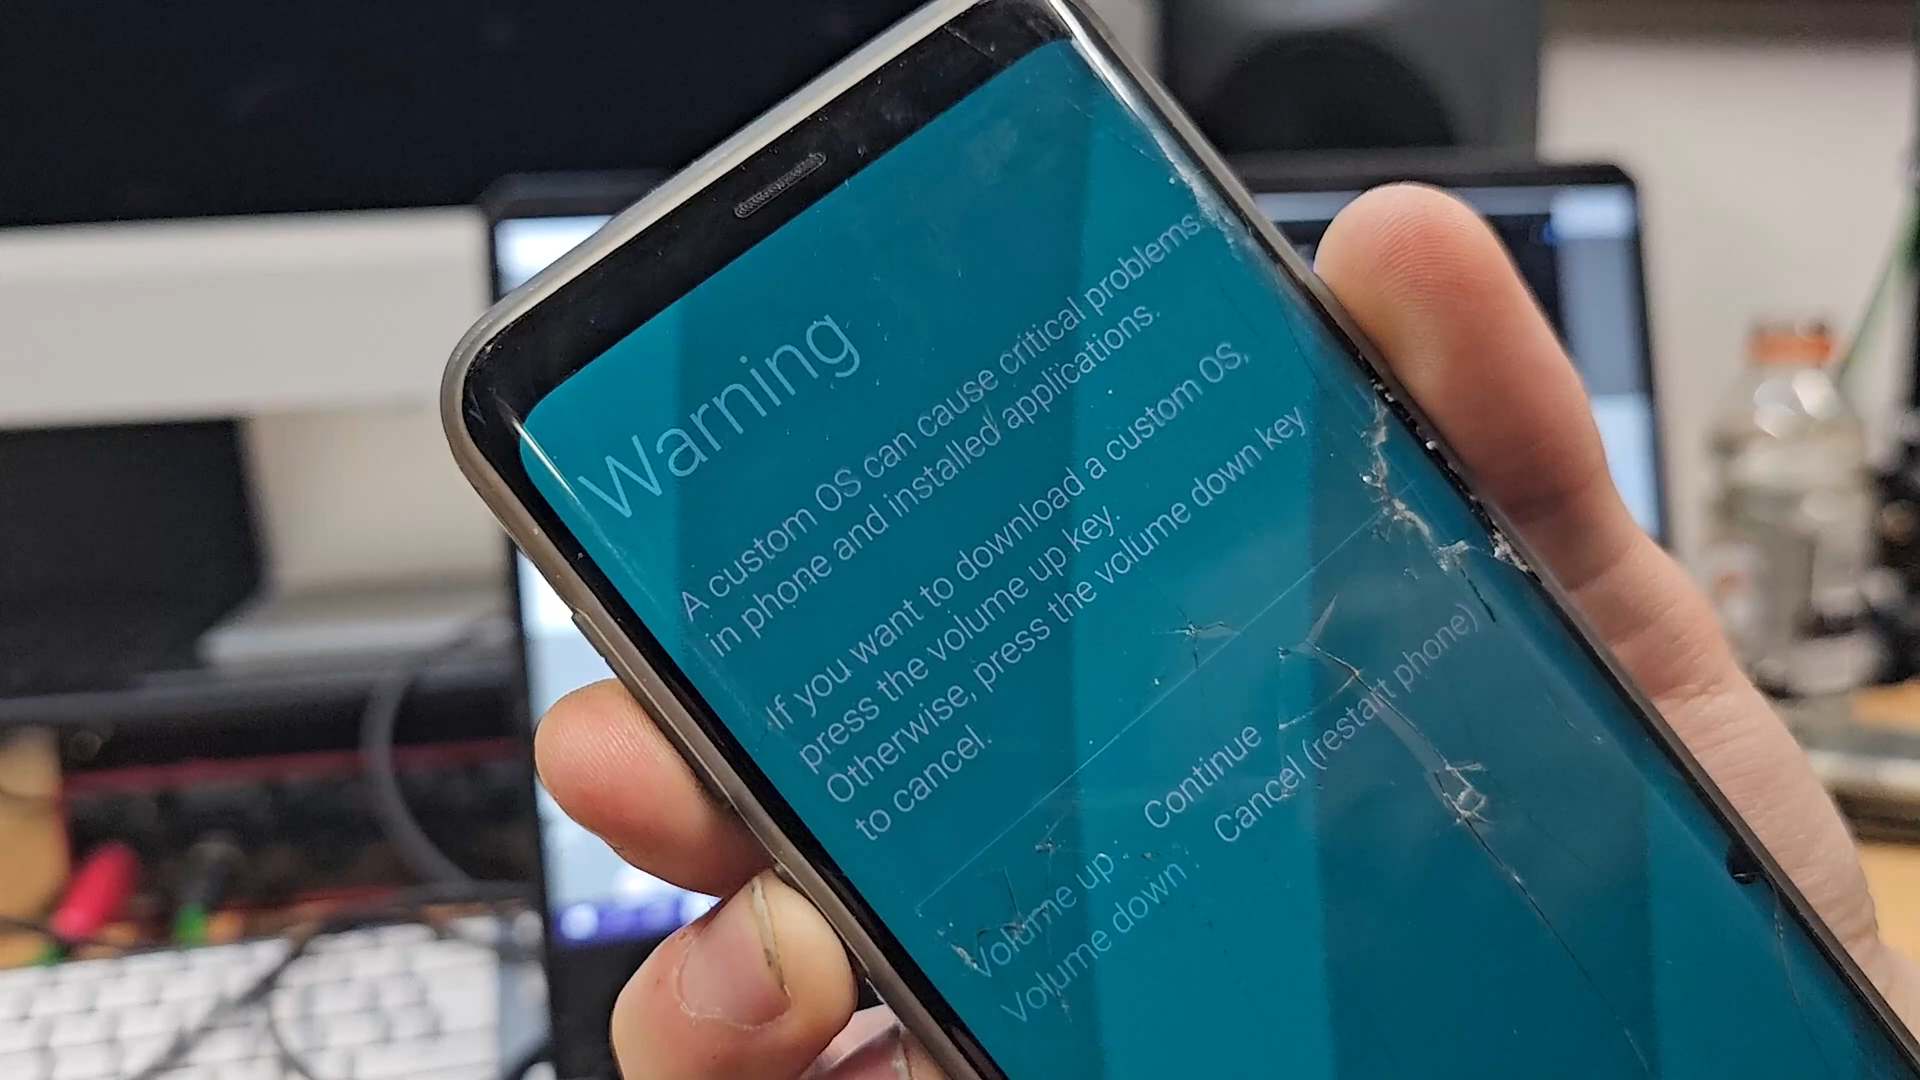 Warning
A custom OS can cause critical problems
in phone and installed applications.
If you want to download a custom OS,
press the volume up key.
Otherwise, press the volume down key
to cancel.
Volume up : Continue
Volume down : Cancel (restart phone)